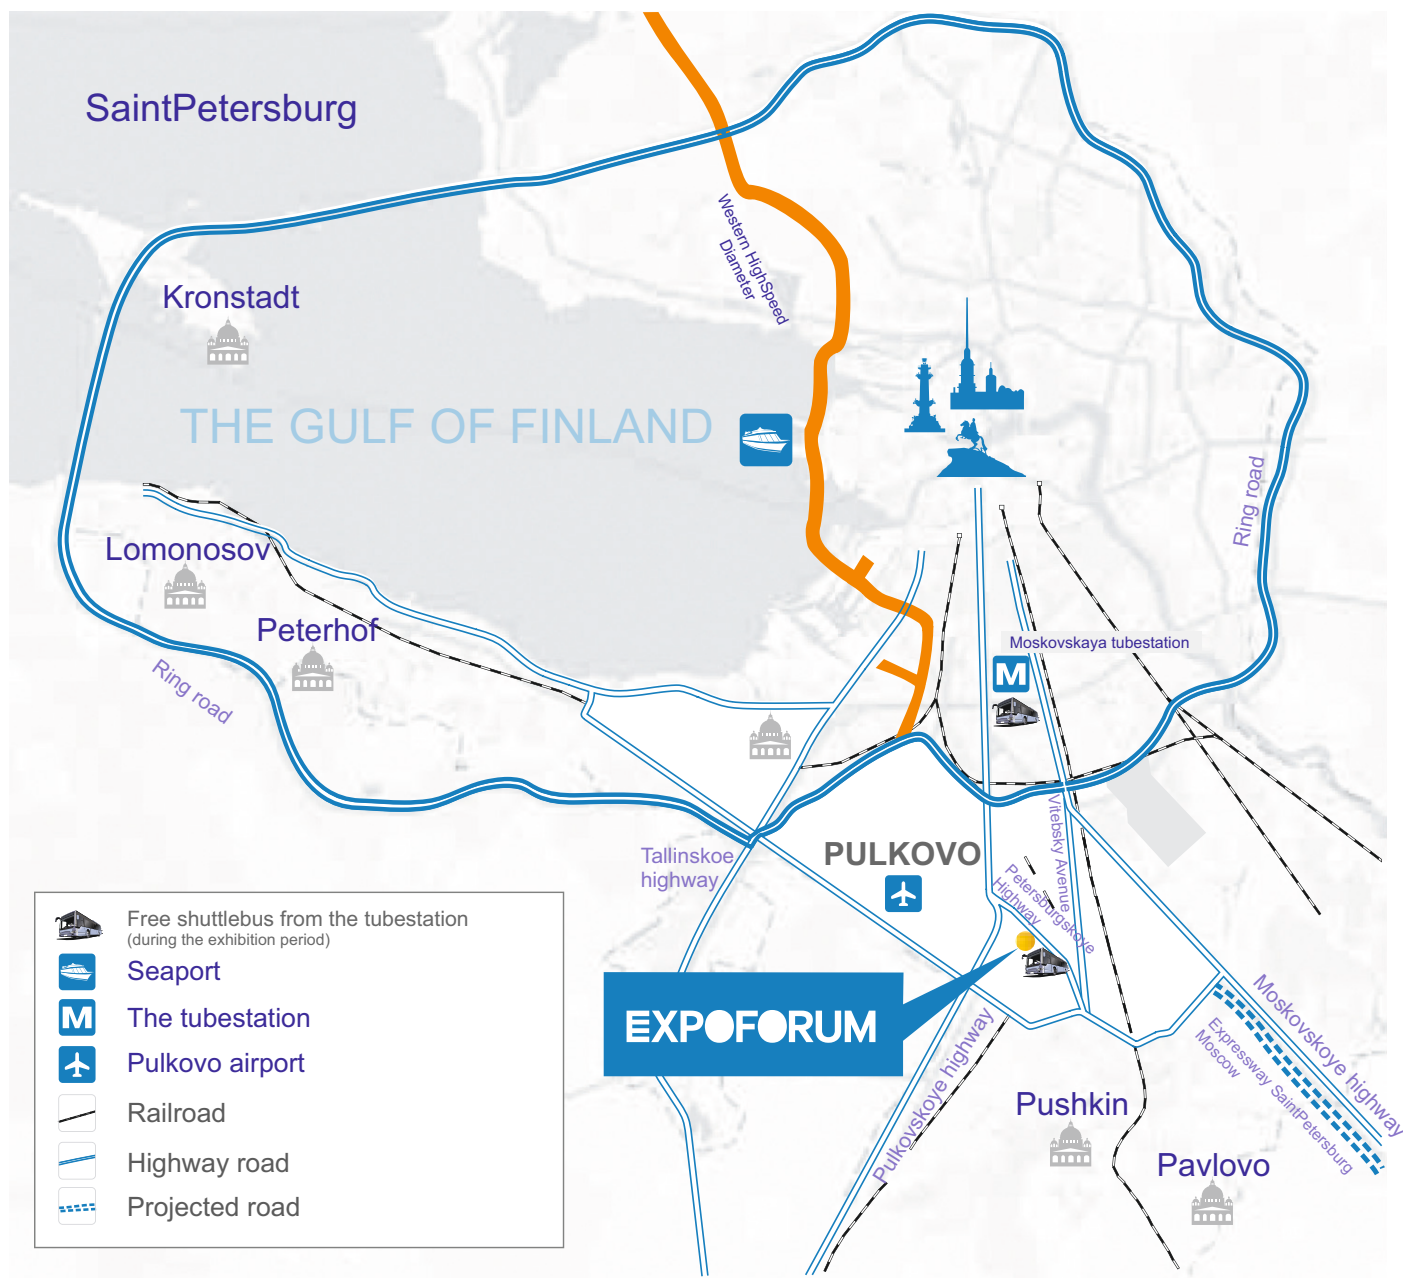 SaintPetersburg
Western HighSpeed
Diameter
Kronstadt
THE GULF OF FINLAND
Ring road
Lomonosov
Peterhof
Moskovskaya tubestation
M
Ring road
Tallinskoe
highway
PULKOVO
Vitebsky Avenue
Petersburgskoye
Highway
EXPOFORUM
Pulkovskoye highway
Moskovskoye highway
Expressway SaintPetersburg
Moscow
Pushkin
Pavlovo
Free shuttlebus from the tubestation
(during the exhibition period)
Seaport
M
The tubestation
Pulkovo airport
Railroad
Highway road
Projected road